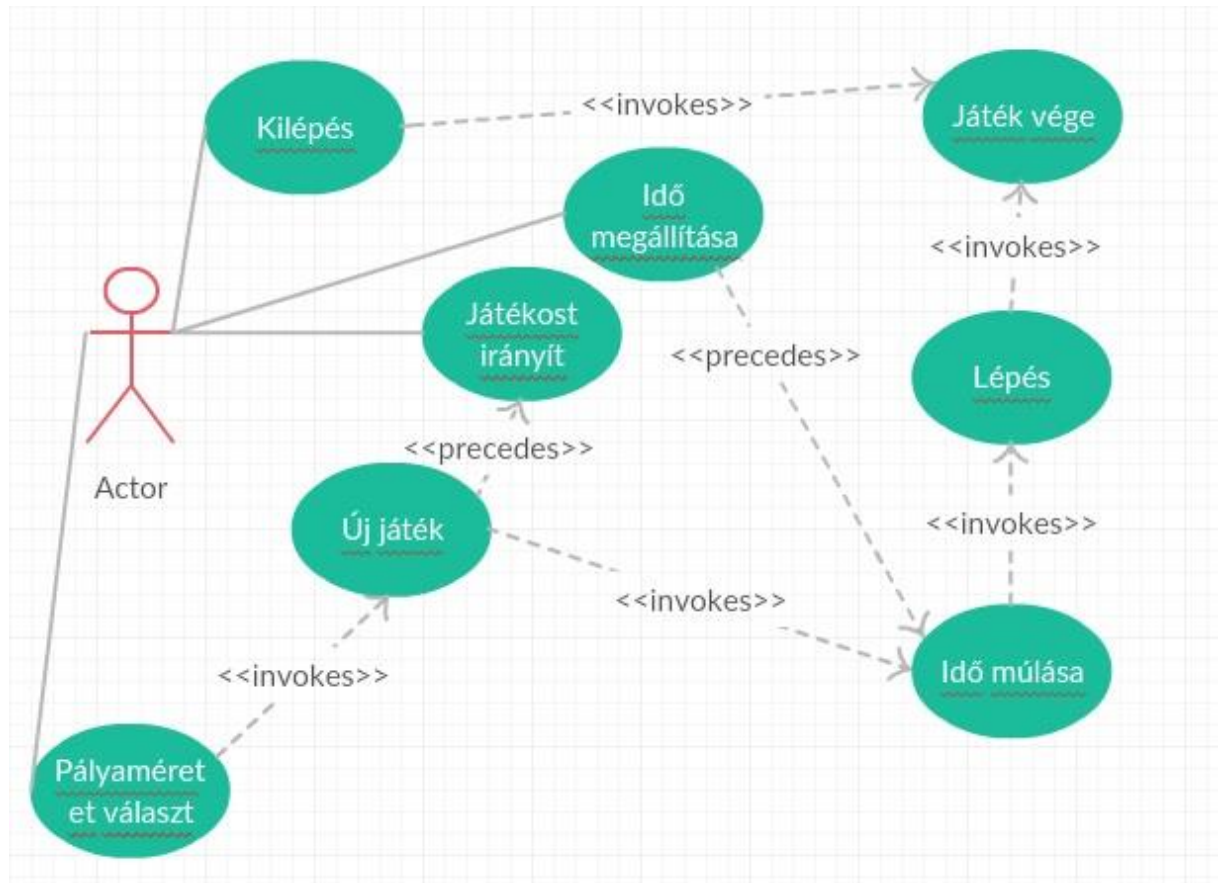 Kilépés
<<invokes>>
Játék vége
Idő
megállítása
<<invokes>>
Játékost
irányít
<<precedes>>
Lépés
<<precedes>>
Actor
Új játék
<<invokes>>
<<invokes>>
<<invokes>>
Idő múlása
Pályaméret
et választ